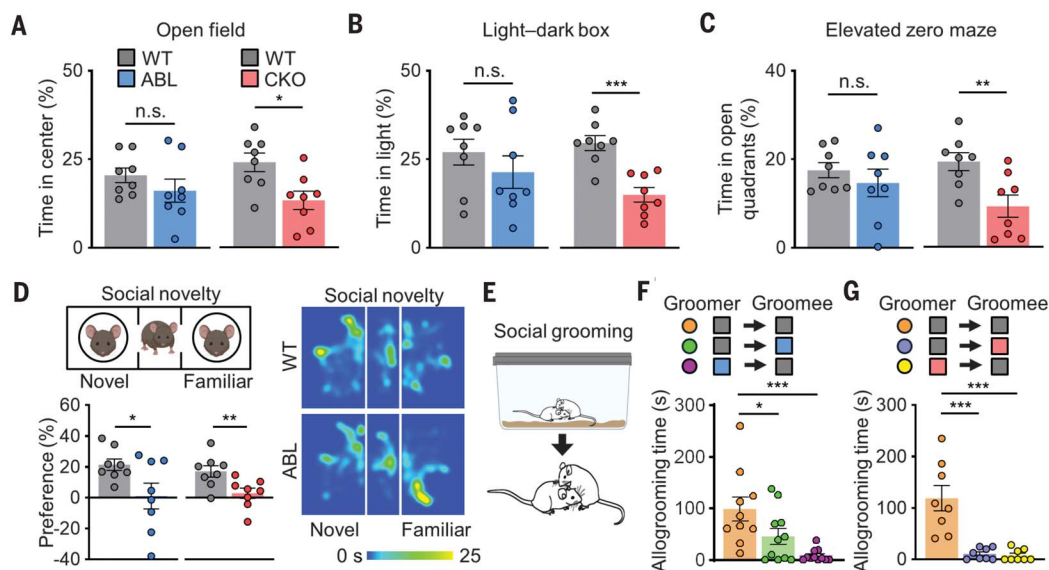 A
Open field
WT
ABL
WT
CKO
Time in center (%)
50
25
0
n.s.
*
B
Light–dark box
Time in light (%)
50
25
0
n.s.
***
C
Elevated zero maze
Time in open
quadrants (%)
40
20
0
n.s.
**
D
Social novelty
Novel
Familiar
Preference (%)
60
40
20
0
-20
-40
*
**
Social novelty
WT
ABL
Novel
Familiar
0 s
25
E
Social grooming
F
Groomer
Groomee
Allogrooming time (s)
300
200
100
0
*
***
G
Groomer
Groomee
Allogrooming time (s)
300
200
100
0
***
***